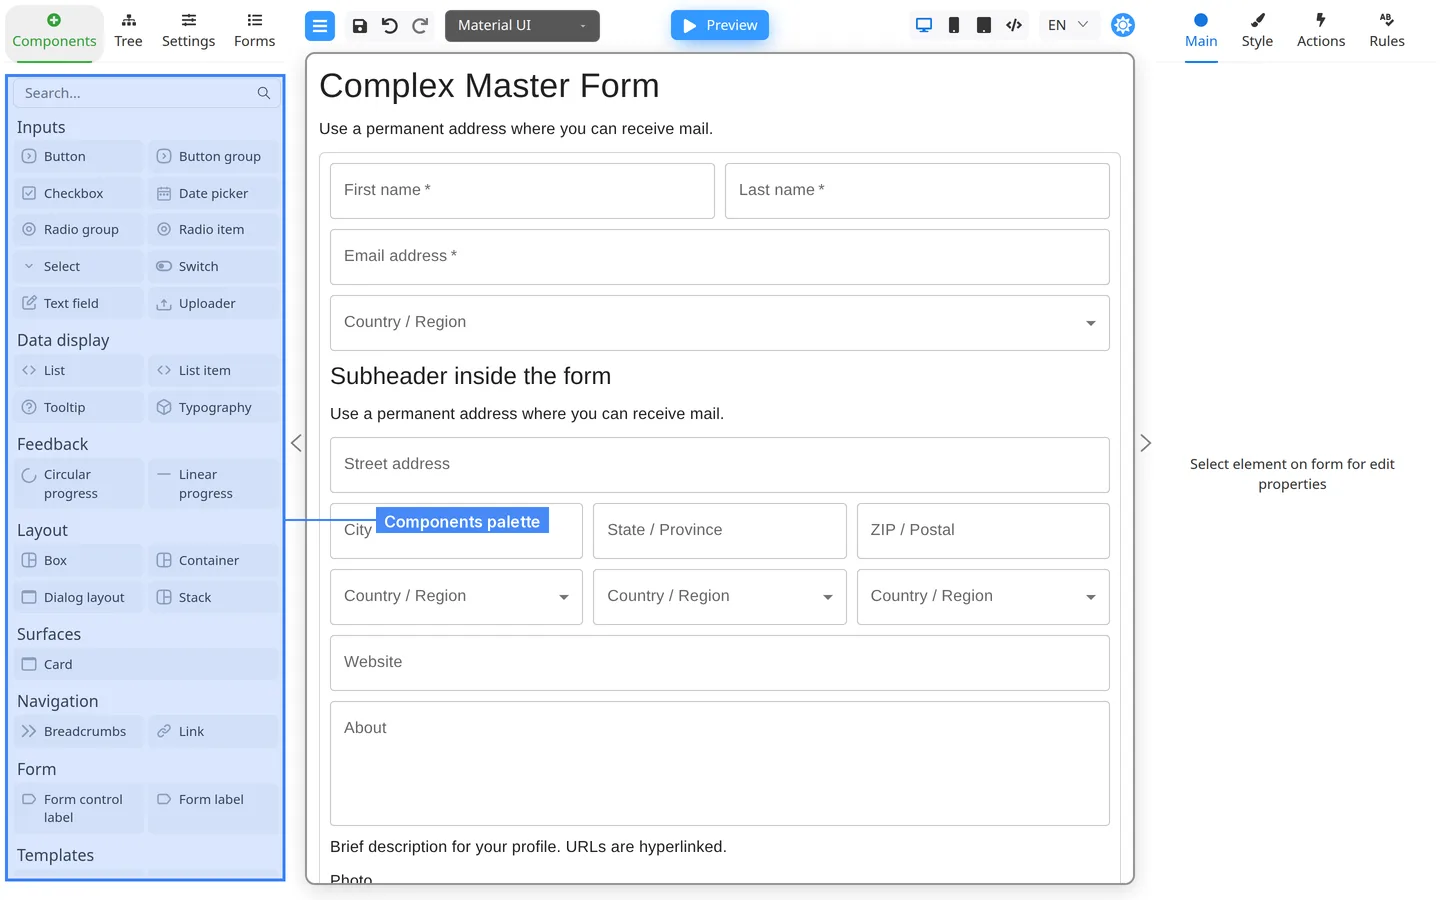 Components
Tree
Settings
Forms
Material UI
Preview
EN
Main
Style
Actions
AB
Rules
Search...
Inputs
Button
Button group
Checkbox
Date picker
Radio group
Radio item
Select
Switch
Text field
Uploader
Data display
List
List item
Tooltip
Typography
Feedback
Circular
progress
Linear
progress
Layout
Box
Container
Dialog layout
Stack
Surfaces
Card
Navigation
Breadcrumbs
Link
Form
Form control
label
Form label
Templates
Components palette
Complex Master Form
Use a permanent address where you can receive mail.
First name *
Last name *
Email address *
Country / Region
Subheader inside the form
Use a permanent address where you can receive mail.
Street address
City
State / Province
ZIP / Postal
Country / Region
Country / Region
Country / Region
Website
About
Brief description for your profile. URLs are hyperlinked.
Photo
Select element on form for edit
properties